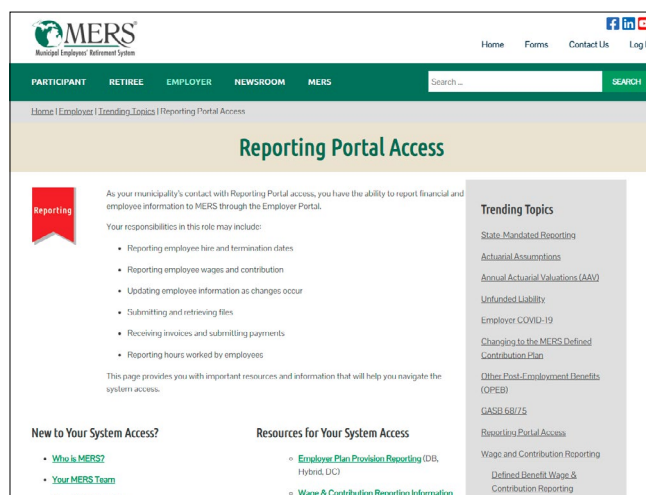 MERS
Municipal Employees' Retirement System
Home Forms Contact Us Log
PARTICIPANT RETIREE EMPLOYER NEWSROOM MERS Search ... SEARCH
Home | Employer | Trending Topics | Reporting Portal Access
Reporting Portal Access
Reporting
As your municipality's contact with Reporting Portal access, you have the ability to report financial and
employee information to MERS through the Employer Portal.
Your responsibilities in this role may include:
• Reporting employee hire and termination dates
• Reporting employee wages and contribution
• Updating employee information as changes occur
• Submitting and retrieving files
• Receiving invoices and submitting payments
• Reporting hours worked by employees
This page provides you with important resources and information that will help you navigate the
system access.
New to Your System Access?
• Who is MERS?
• Your MERS Team
Resources for Your System Access
○ Employer Plan Provision Reporting (DB,
Hybrid, DC)
○ Wage & Contribution Reporting Information
Trending Topics
State-Mandated Reporting
Actuarial Assumptions
Annual Actuarial Valuations (AAV)
Unfunded Liability
Employer COVID-19
Changing to the MERS Defined
Contribution Plan
Other Post-Employment Benefits
(OPEB)
GASB 68/75
Reporting Portal Access
Wage and Contribution Reporting
Defined Benefit Wage &
Contribution Reporting